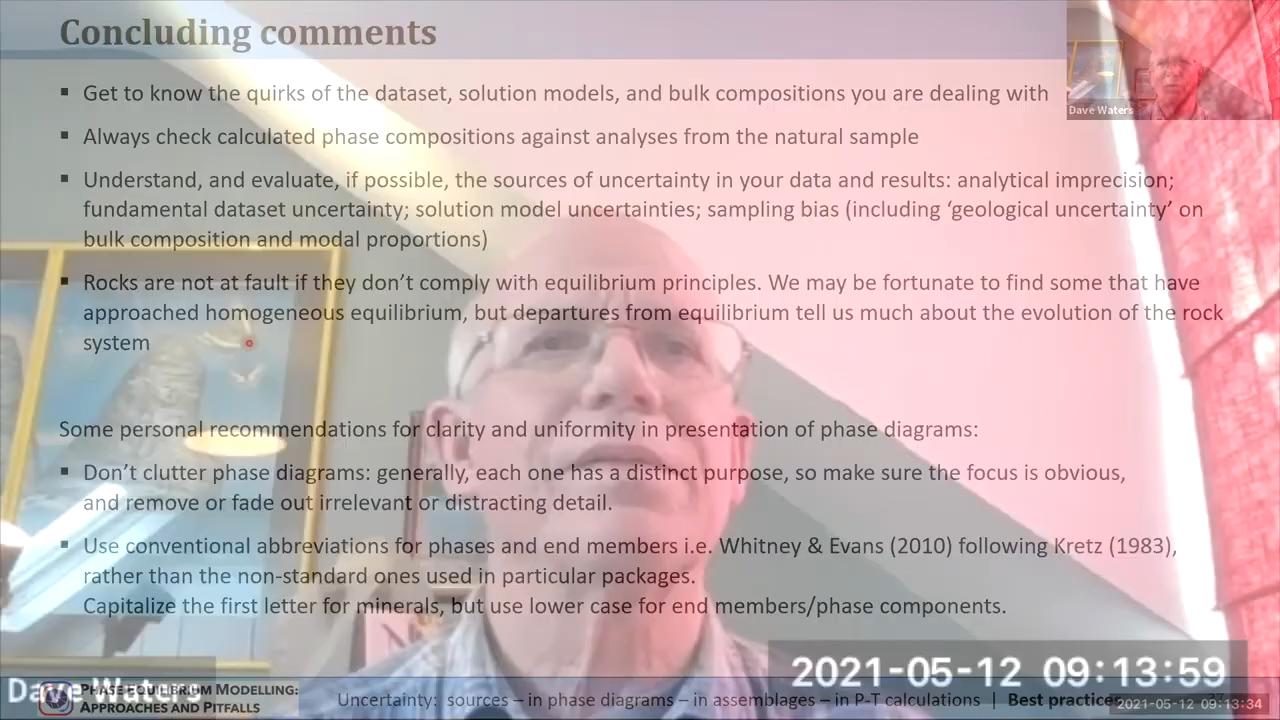 Concluding comments
▪ Get to know the quirks of the dataset, solution models, and bulk compositions you are dealing with
Dave Waters
▪ Always check calculated phase compositions against analyses from the natural sample
▪ Understand, and evaluate, if possible, the sources of uncertainty in your data and results: analytical imprecision;
fundamental dataset uncertainty; solution model uncertainties; sampling bias (including ‘geological uncertainty’ on
bulk composition and modal proportions)
▪ Rocks are not at fault if they don’t comply with equilibrium principles. We may be fortunate to find some that have
approached homogeneous equilibrium, but departures from equilibrium tell us much about the evolution of the rock
system
Some personal recommendations for clarity and uniformity in presentation of phase diagrams:
▪ Don’t clutter phase diagrams: generally, each one has a distinct purpose, so make sure the focus is obvious,
and remove or fade out irrelevant or distracting detail.
▪ Use conventional abbreviations for phases and end members i.e. Whitney & Evans (2010) following Kretz (1983),
rather than the non-standard ones used in particular packages.
Capitalize the first letter for minerals, but use lower case for end members/phase components.
2021-05-12 09:13:59
Dave Waters
PHASE EQUILIBRIUM MODELLING:
APPROACHES AND PITFALLS
Uncertainty: sources – in phase diagrams – in assemblages – in P-T calculations | Best practices
2021-05-12 09:13:34